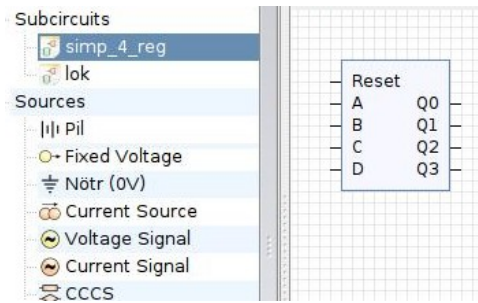 Subcircuits
simp_4_reg
lok
Sources
Pil
Fixed Voltage
Nötr (0V)
Current Source
Voltage Signal
Current Signal
CCCS
Reset
A Q0
B Q1
C Q2
D Q3